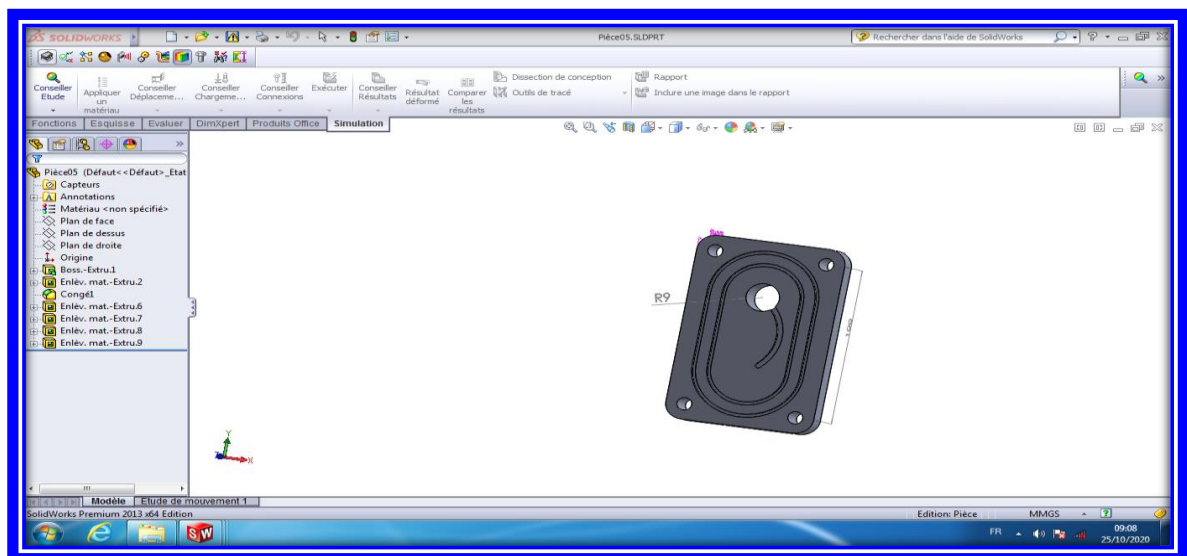 SOLIDWORKS
Pièce05.SLDPRT
Rechercher dans l'aide de SolidWorks
Conseiller Etude
Appliquer un matériau
Conseiller Déplaceme...
Conseiller Chargeme...
Conseiller Connexions
Exécuter
Conseiller Résultats
Résultat déformé
Comparer les résultats
Dissection de conception
Outils de tracé
Rapport
Inclure une image dans le rapport
Fonctions Esquisse Evaluer DimXpert Produits Office Simulation
Pièce05 (Défaut<<Défaut>_Etat
Capteurs
Annotations
Matériau <non spécifié>
Plan de face
Plan de dessus
Plan de droite
Origine
Boss.-Extru.1
Enlèv. mat.-Extru.2
Congé1
Enlèv. mat.-Extru.6
Enlèv. mat.-Extru.7
Enlèv. mat.-Extru.8
Enlèv. mat.-Extru.9
R9
Y
X
Modèle Etude de mouvement 1
SolidWorks Premium 2013 x64 Edition
Edition: Pièce MMGS
FR 09:08
25/10/2020